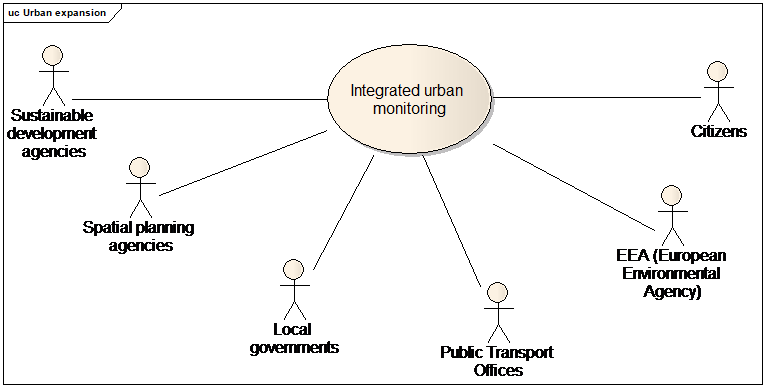 uc Urban expansion
Integrated urban
monitoring
Sustainable
development
agencies
Citizens
Spatial planning
agencies
EEA (European
Environmental
Agency)
Local
governments
Public Transport
Offices